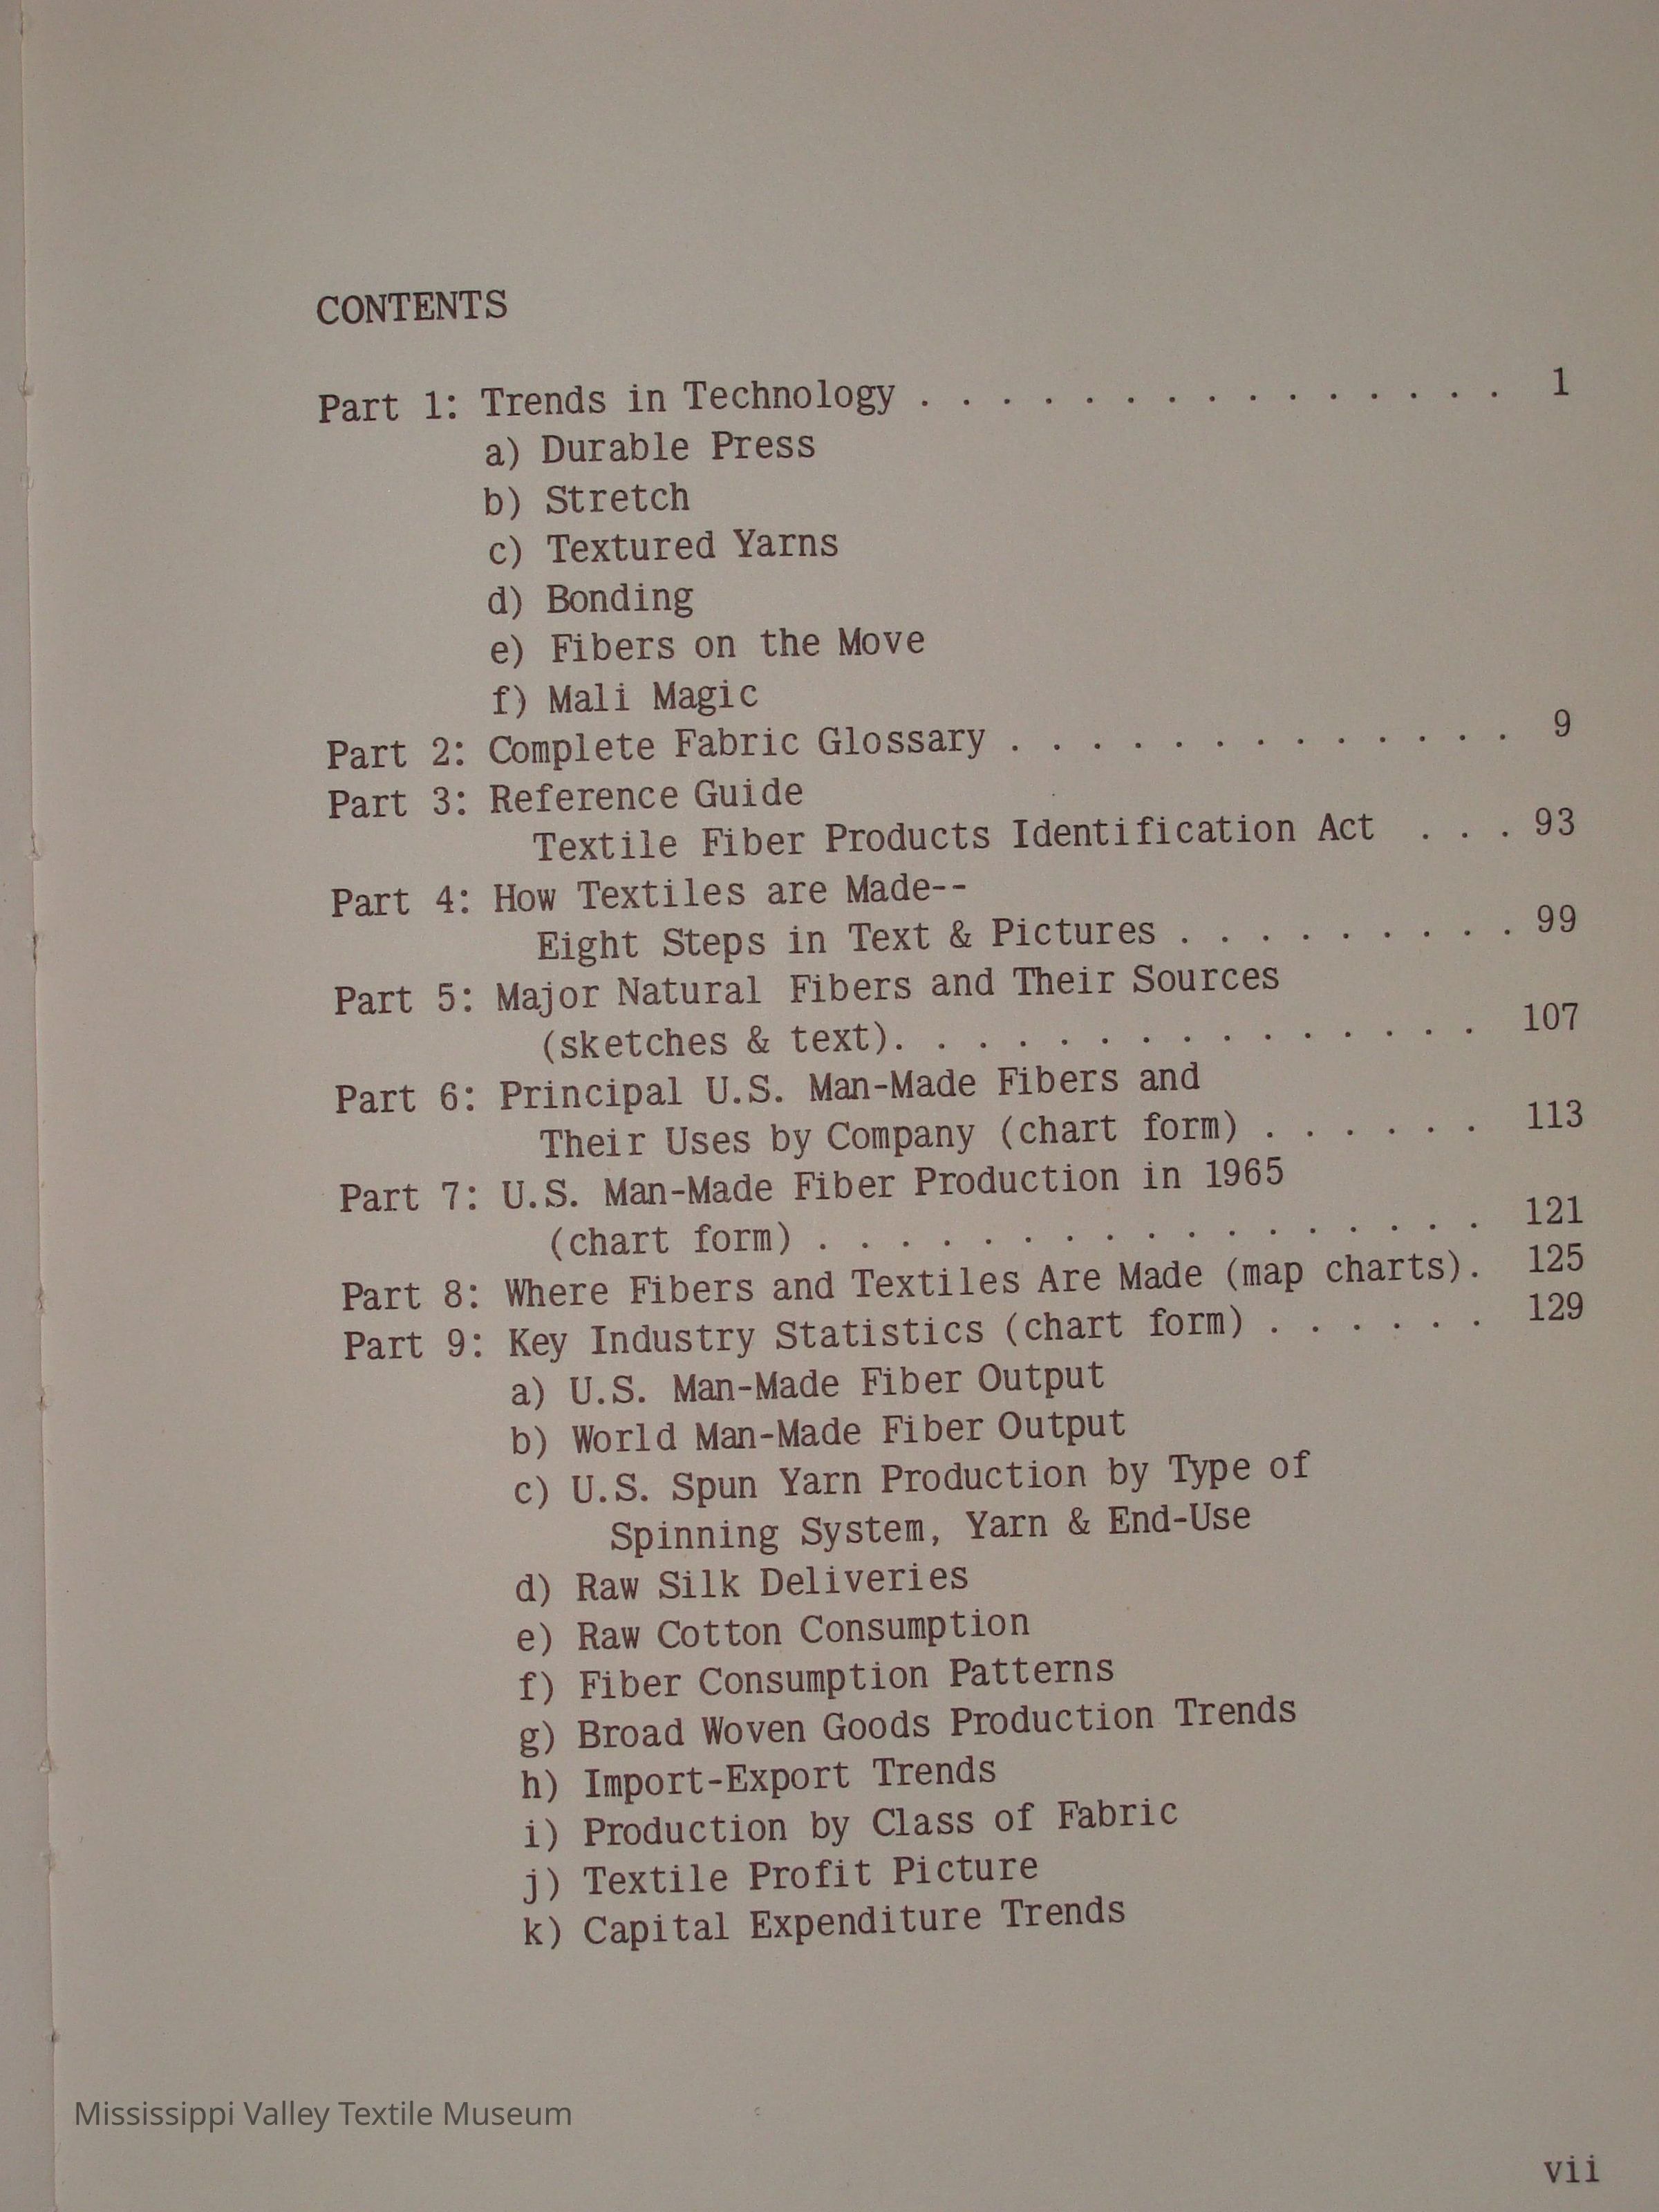 CONTENTS
Part 1: Trends in Technology . . . . . . . . . . . . . . . 1
a) Durable Press
b) Stretch
c) Textured Yarns
d) Bonding
e) Fibers on the Move
f) Mali Magic
Part 2: Complete Fabric Glossary . . . . . . . . . . . . . 9
Part 3: Reference Guide
Textile Fiber Products Identification Act . . . 93
Part 4: How Textiles are Made--
Eight Steps in Text & Pictures . . . . . . . . . 99
Part 5: Major Natural Fibers and Their Sources
(sketches & text). . . . . . . . . . . . . . . 107
Part 6: Principal U.S. Man-Made Fibers and
Their Uses by Company (chart form) . . . . . . 113
Part 7: U.S. Man-Made Fiber Production in 1965
(chart form) . . . . . . . . . . . . . . . . . 121
Part 8: Where Fibers and Textiles Are Made (map charts). 125
Part 9: Key Industry Statistics (chart form) . . . . . . 129
a) U.S. Man-Made Fiber Output
b) World Man-Made Fiber Output
c) U.S. Spun Yarn Production by Type of
Spinning System, Yarn & End-Use
d) Raw Silk Deliveries
e) Raw Cotton Consumption
f) Fiber Consumption Patterns
g) Broad Woven Goods Production Trends
h) Import-Export Trends
i) Production by Class of Fabric
j) Textile Profit Picture
k) Capital Expenditure Trends
Mississippi Valley Textile Museum
vii